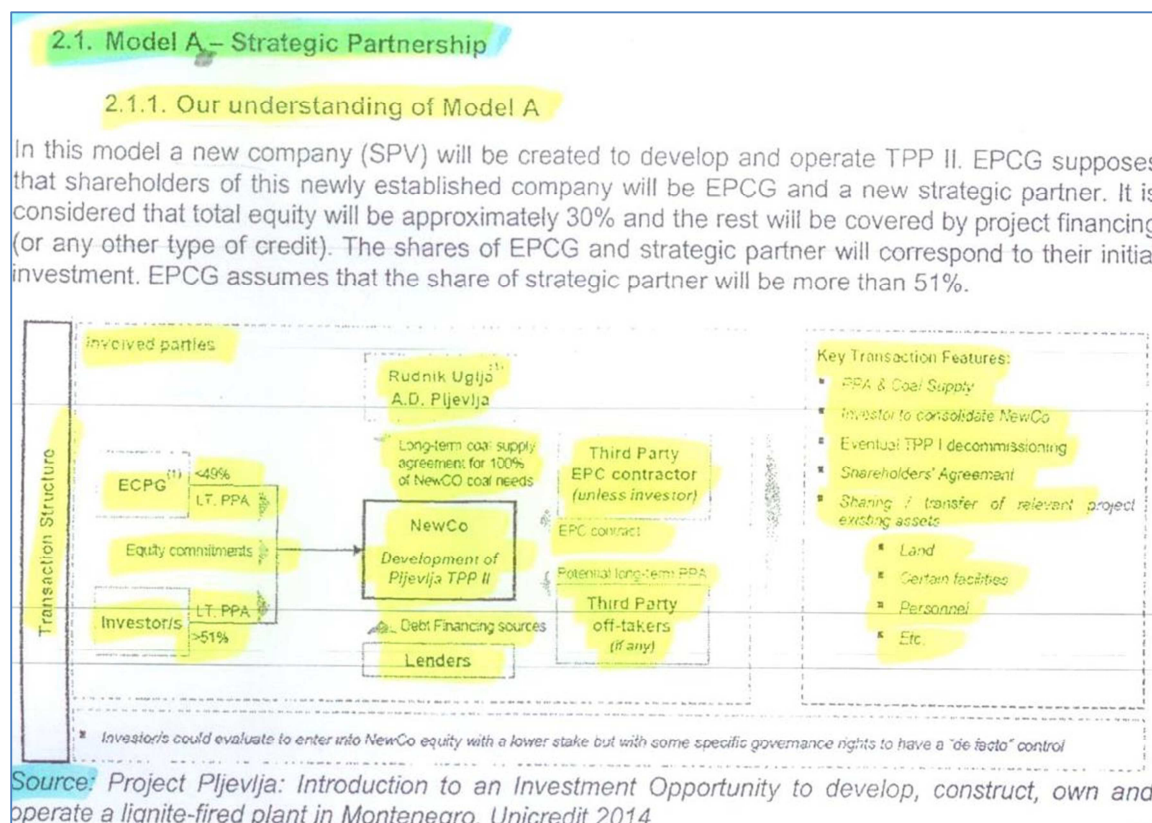 2.1. Model A – Strategic Partnership
2.1.1. Our understanding of Model A
In this model a new company (SPV) will be created to develop and operate TPP II. EPCG supposes
that shareholders of this newly established company will be EPCG and a new strategic partner. It is
considered that total equity will be approximately 30% and the rest will be covered by project financing
(or any other type of credit). The shares of EPCG and strategic partner will correspond to their initial
investment. EPCG assumes that the share of strategic partner will be more than 51%.
Transaction Structure
Involved parties
Rudnik Uglja (1)
A.D. Pljevlja
Long-term coal supply
agreement for 100%
of NewCO coal needs
ECPG (1)
<49%
LT. PPA
Equity commitments
Investor/s
LT. PPA
>51%
NewCo
Development of
Pljevlja TPP II
Debt Financing sources
Lenders
Third Party
EPC contractor
(unless investor)
EPC contract
Potential long-term PPA
Third Party
off-takers
(if any)
Key Transaction Features:
PPA & Coal Supply
Investor to consolidate NewCo
Eventual TPP I decommissioning
Shareholders' Agreement
Sharing / transfer of relevant project
existing assets
Land
Certain facilities
Personnel
Etc.
Investor/s could evaluate to enter into NewCo equity with a lower stake but with some specific governance rights to have a "de facto" control
Source: Project Pljevlja: Introduction to an Investment Opportunity to develop, construct, own and
operate a lignite-fired plant in Montenegro, Unicredit 2014